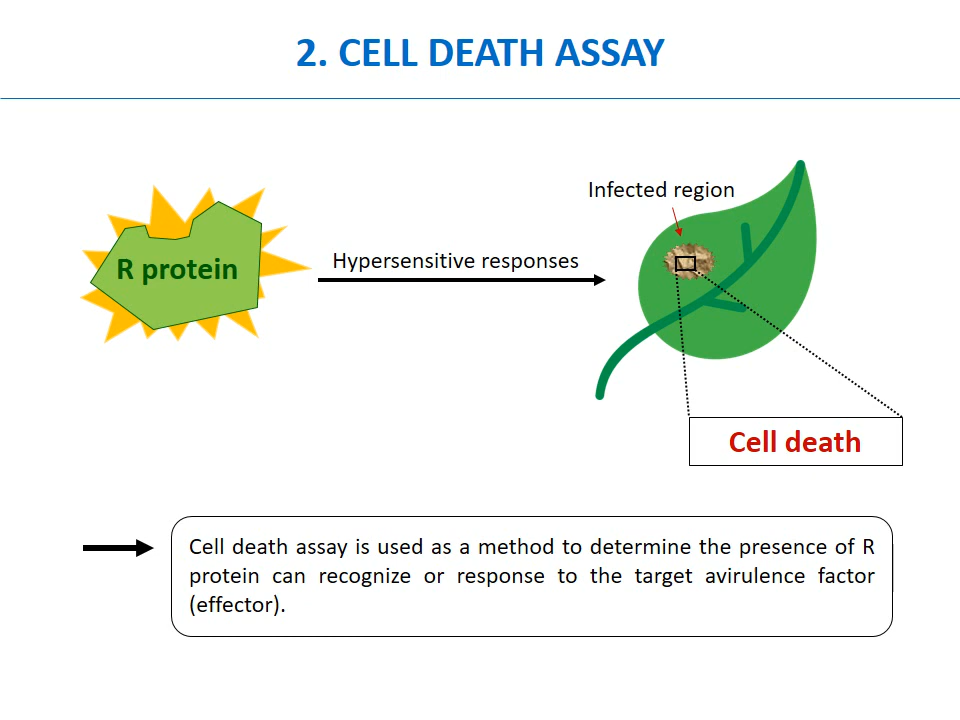 2. CELL DEATH ASSAY
Infected region
R protein
Hypersensitive responses
Cell death
Cell death assay is used as a method to determine the presence of R
protein can recognize or response to the target avirulence factor
(effector).